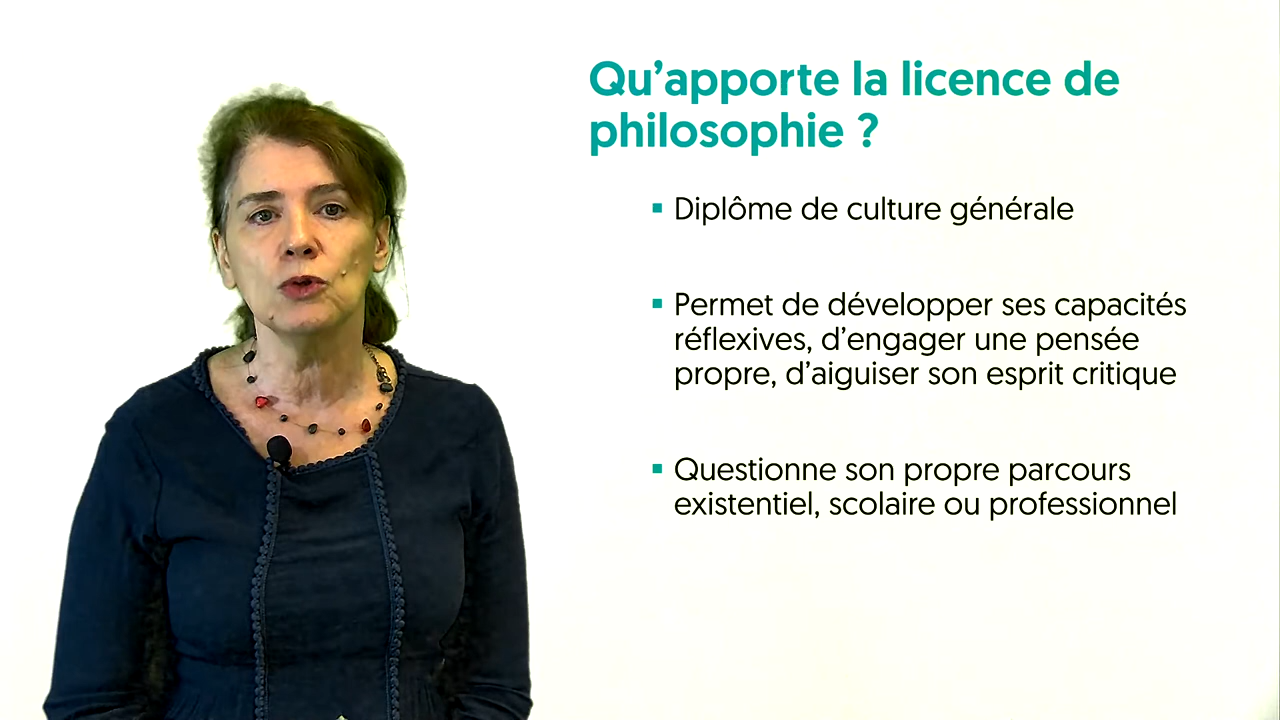 Qu’apporte la licence de
philosophie ?
▪ Diplôme de culture générale
▪ Permet de développer ses capacités
réflexives, d’engager une pensée
propre, d’aiguiser son esprit critique
▪ Questionne son propre parcours
existentiel, scolaire ou professionnel